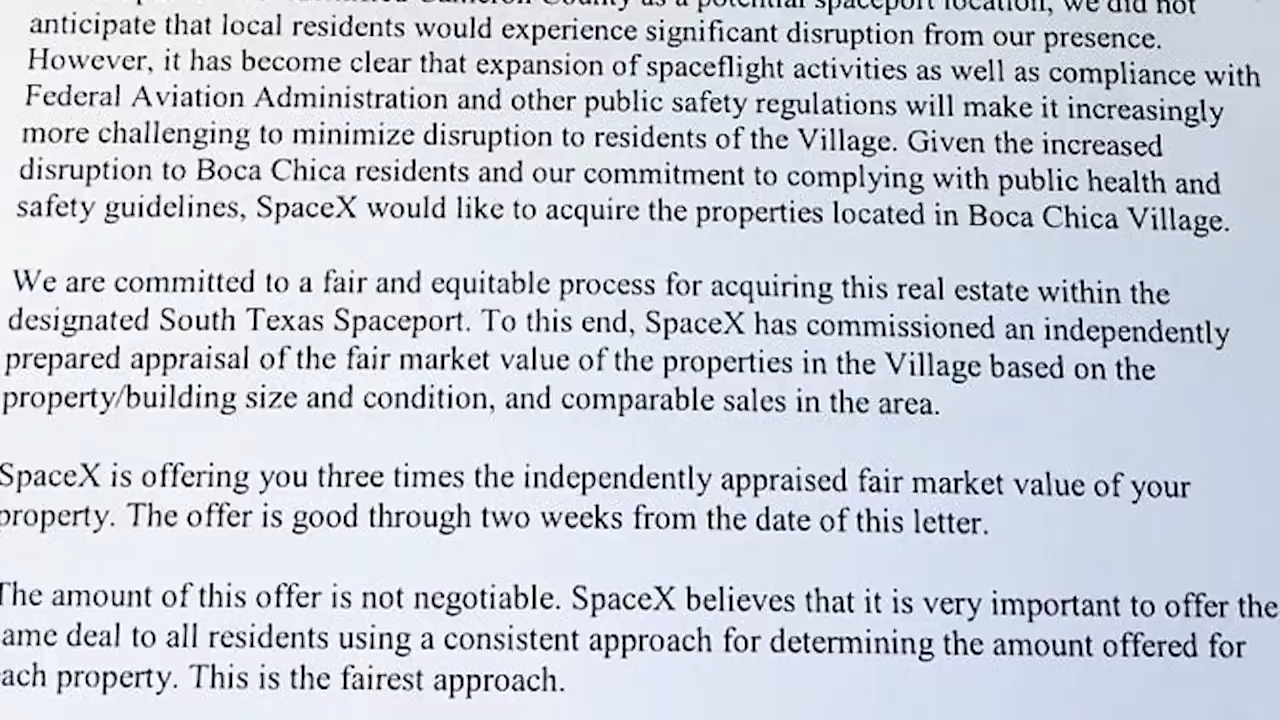 County as a potential spaceport location, we did not
anticipate that local residents would experience significant disruption from our presence.
However, it has become clear that expansion of spaceflight activities as well as compliance with
Federal Aviation Administration and other public safety regulations will make it increasingly
more challenging to minimize disruption to residents of the Village. Given the increased
disruption to Boca Chica residents and our commitment to complying with public health and
safety guidelines, SpaceX would like to acquire the properties located in Boca Chica Village.
We are committed to a fair and equitable process for acquiring this real estate within the
designated South Texas Spaceport. To this end, SpaceX has commissioned an independently
prepared appraisal of the fair market value of the properties in the Village based on the
property/building size and condition, and comparable sales in the area.
SpaceX is offering you three times the independently appraised fair market value of your
property. The offer is good through two weeks from the date of this letter.
The amount of this offer is not negotiable. SpaceX believes that it is very important to offer the
ame deal to all residents using a consistent approach for determining the amount offered for
ach property. This is the fairest approach.